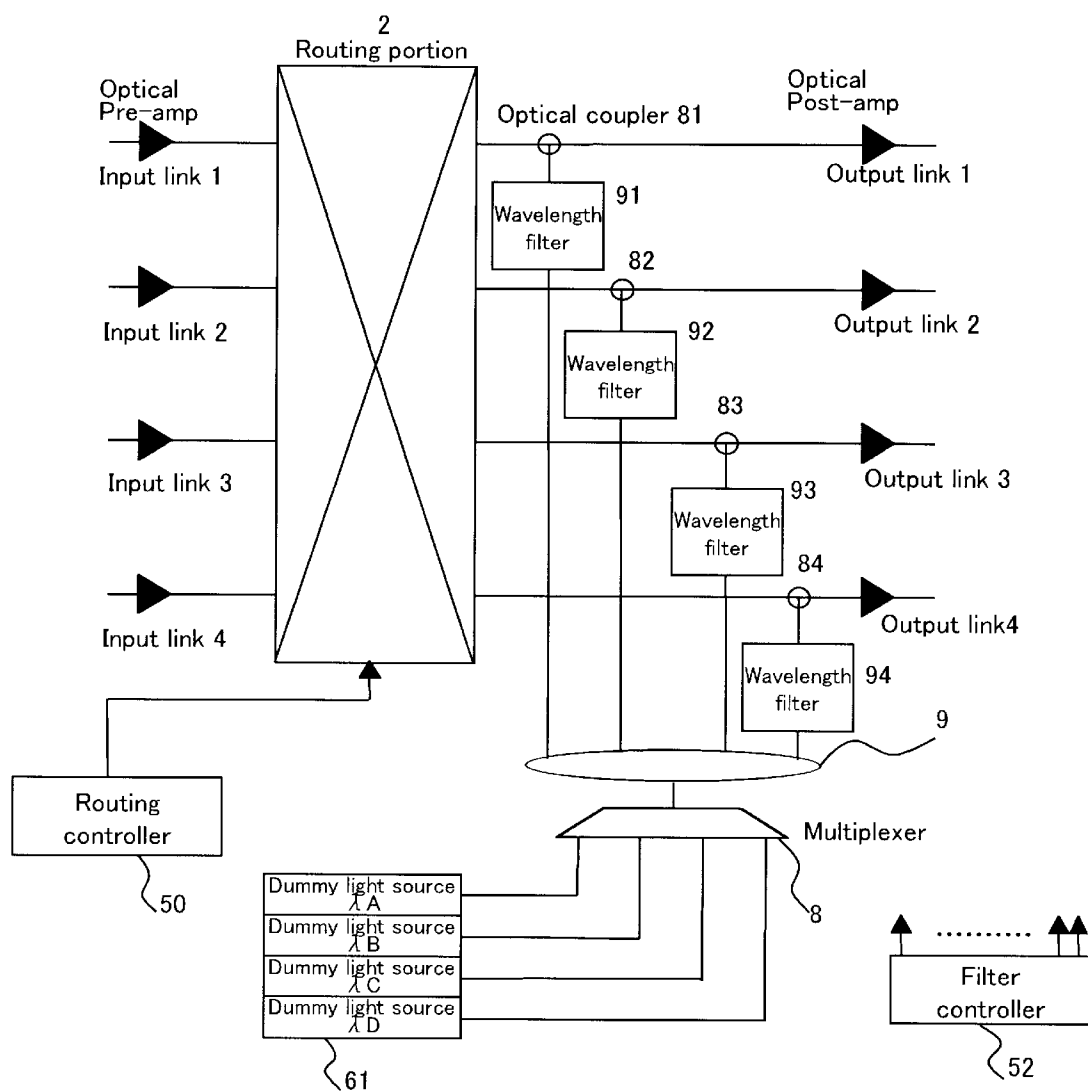 2
Routing portion
Optical
Pre-amp
Optical
Post-amp
Optical coupler 81
Input link 1
Output link 1
91
Wavelength
filter
82
Input link 2
Output link 2
92
Wavelength
filter
83
Input link 3
Output link 3
93
Wavelength
filter
84
Input link 4
Output link4
94
Wavelength
filter
9
Routing
controller
Multiplexer
50
8
Dummy light source
λA
Dummy light source
λB
Dummy light source
λC
Dummy light source
λD
61
..........
Filter
controller
52